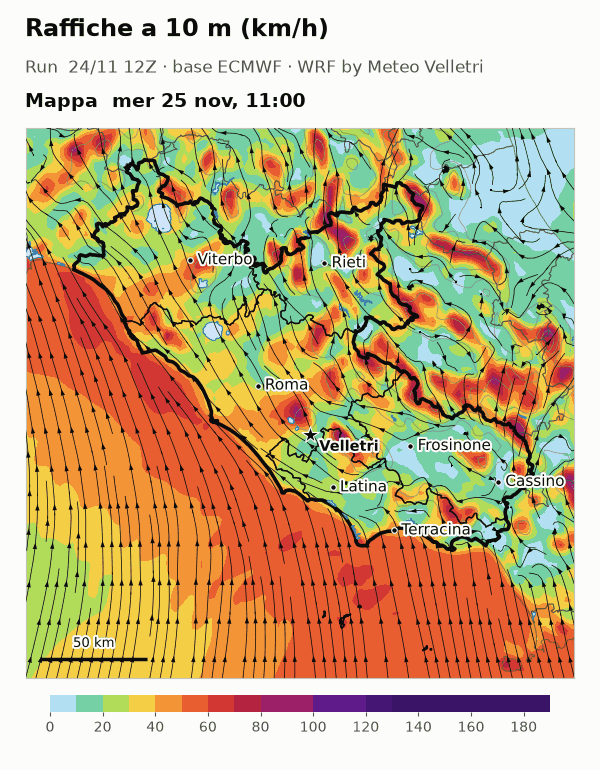 Raffiche a 10 m (km/h)
Run 24/11 12Z · base ECMWF · WRF by Meteo Velletri
Mappa mer 25 nov, 11:00
Viterbo
Rieti
Roma
Velletri
Frosinone
Cassino
Latina
Terracina
50 km
0 20 40 60 80 100 120 140 160 180